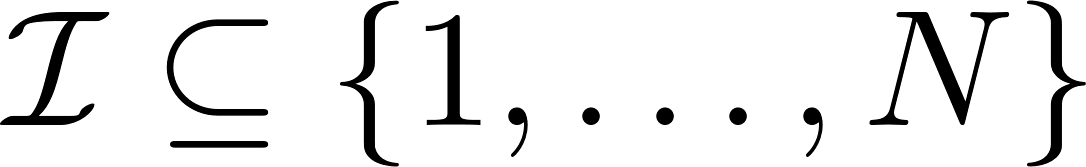 ℐ ⊆ {1, . . . , N}